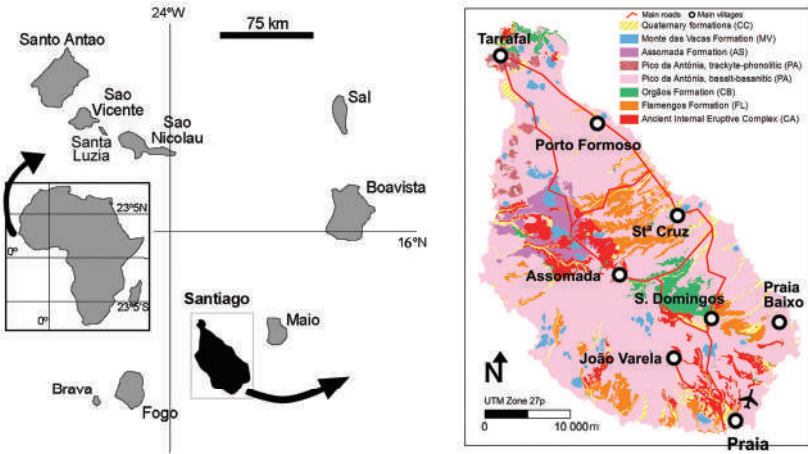 24°W
75 km
Santo Antao
Sao
Vicente
Santa
Luzia
Sao
Nicolau
Sal
Boavista
16°N
23°5N
0º
23°5'S
0º
Santiago
Maio
Brava
Fogo
Main roads
Main villages
Quaternary formations (CC)
Monte das Vacas Formation (MV)
Assomada Formation (AS)
Pico da Antónia, trackyte-phonolitic (PA)
Pico da Antónia, basalt-basanitic (PA)
Orgãos Formation (CB)
Flamengos Formation (FL)
Ancient Internal Eruptive Complex (CA)
Tarrafal
Porto Formoso
Stª Cruz
Assomada
S. Domingos
Praia
Baixo
João Varela
N
UTM Zone 27p
0
10 000 m
Praia